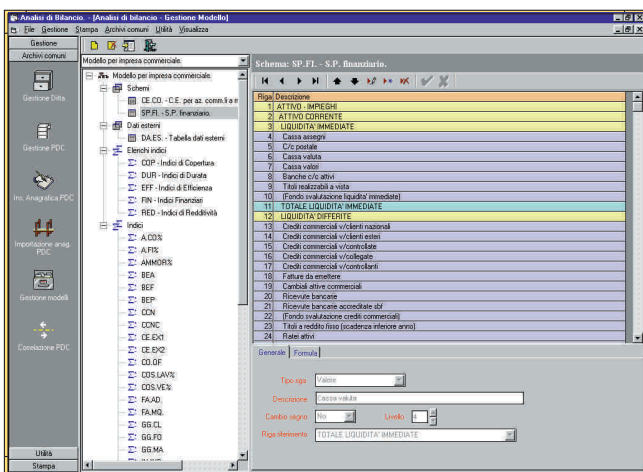 Analisi di Bilancio. - [Analisi di bilancio - Gestione Modello]
File Gestione Stampa Archivi comuni Utilità Visualizza
Gestione
Archivi comuni
Gestione Ditta
Gestione PDC
Ins. Anagrafica PDC
Importazione anag. PDC
Gestione modelli
Correlazione PDC
Utilità
Stampa
Modello per impresa commerciale.
Modello per impresa commerciale.
Schemi
CE.CO. - C.E. per az. comm.li a m
SP.FI. - S.P. finanziario.
Dati esterni
DA.ES. - Tabella dati esterni
Elenchi indici
COP - Indici di Copertura
DUR - Indici di Durata
EFF - Indici di Efficienza
FIN - Indici Finanziari
RED - Indici di Redditività
Indici
A.CO%
A.FI%
AMMOR%
BEA
BEF
BEP
CCN
CCNC
CE.EX1
CE.EX2
CO.OF
COS.LAV%
COS.VE%
FA.AD.
FA.MQ.
GG.CL
GG.FO
GG.MA
Schema: SP.FI. - S.P. finanziario.
Riga Descrizione
1 ATTIVO - IMPIEGHI
2 ATTIVO CORRENTE
3 LIQUIDITA' IMMEDIATE
4 Cassa assegni
5 C/c postale
6 Cassa valuta
7 Cassa valori
8 Banche c/c attivi
9 Titoli realizzabili a vista
10 (Fondo svalutazione liquidita' immediate)
11 TOTALE LIQUIDITA' IMMEDIATE
12 LIQUIDITA' DIFFERITE
13 Crediti commerciali v/clienti nazionali
14 Crediti commerciali v/clienti esteri
15 Crediti commerciali v/controllate
16 Crediti commerciali v/collegate
17 Crediti commerciali v/controllanti
18 Fatture da emettere
19 Cambiali attive commerciali
20 Ricevute bancarie
21 Ricevute bancarie accreditate sbf
22 (Fondo svalutazione crediti commerciali)
23 Titoli a reddito fisso (scadenza inferiore anno)
24 Ratei attivi
Generale Formula
Tipo riga Valore
Descrizione Cassa valuta
Cambio segno No Livello 4
Riga riferimento TOTALE LIQUIDITA' IMMEDIATE